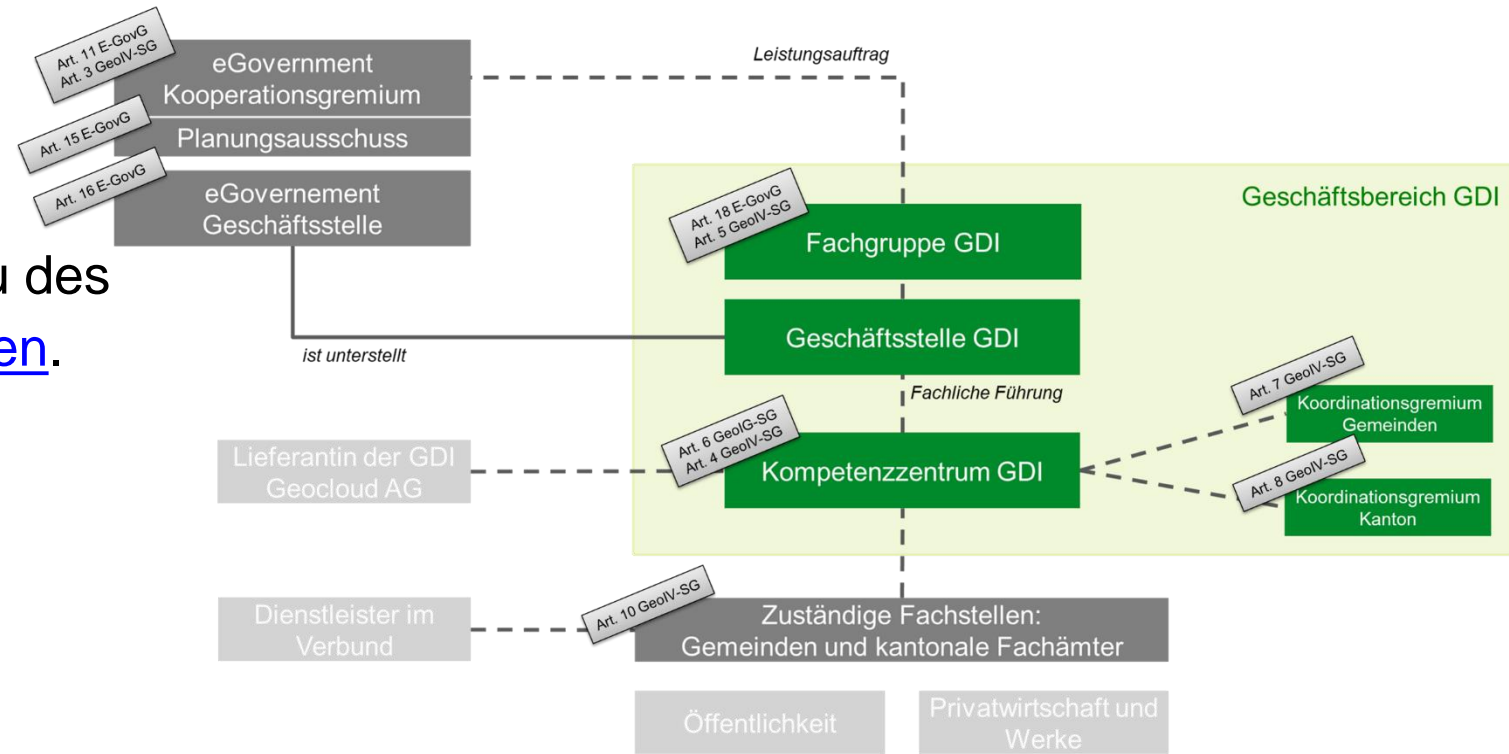 Art. 11 E-GovG
Art. 3 GeoIV-SG
eGovernment
Kooperationsgremium
Leistungsauftrag
Art. 15 E-GovG
Planungsausschuss
Art. 16 E-GovG
eGovernement
Geschäftsstelle
Geschäftsbereich GDI
Art. 18 E-GovG
Art. 5 GeoIV-SG
Fachgruppe GDI
u des
en.
ist unterstellt
Geschäftsstelle GDI
Fachliche Führung
Art. 7 GeoIV-SG
Koordinationsgremium
Gemeinden
Lieferantin der GDI
Geocloud AG
Art. 6 GeoIG-SG
Art. 4 GeoIV-SG
Kompetenzzentrum GDI
Art. 8 GeoIV-SG
Koordinationsgremium
Kanton
Dienstleister im
Verbund
Art. 10 GeoIV-SG
Zuständige Fachstellen:
Gemeinden und kantonale Fachämter
Öffentlichkeit
Privatwirtschaft und
Werke